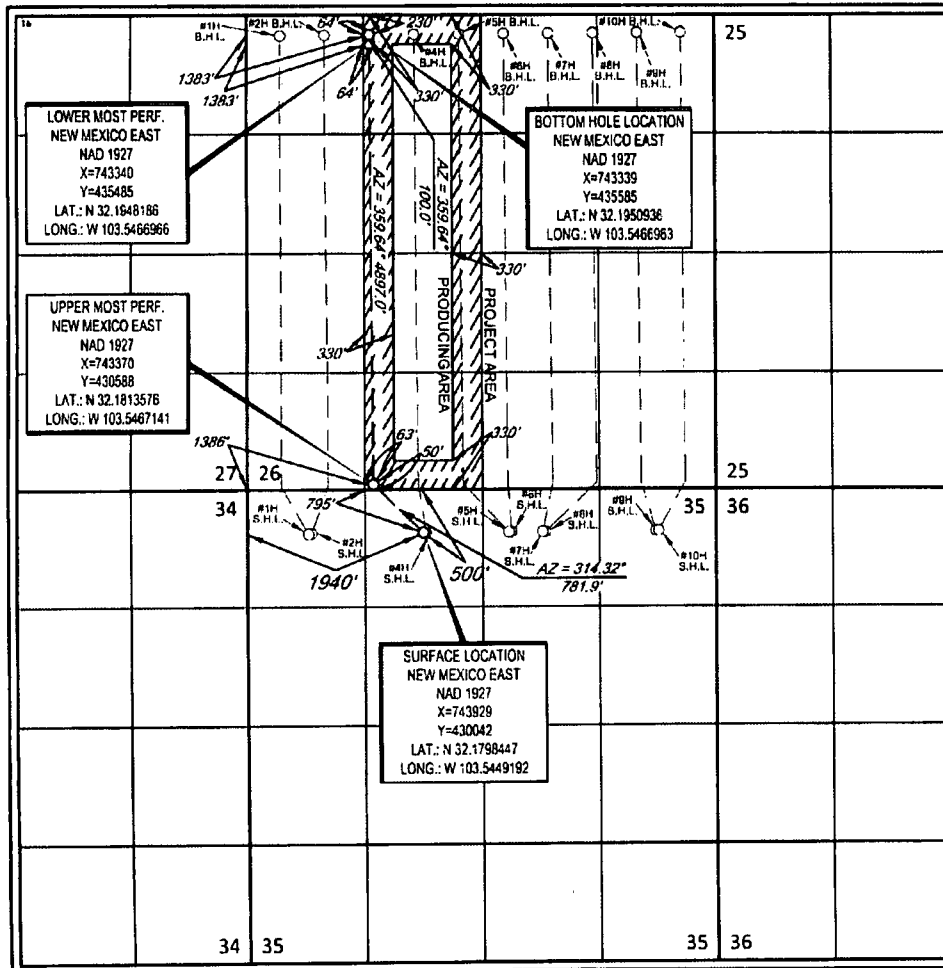 16
#1H
B.H.L.
#2H B.H.L.
64'
230'
#5H B.H.L.
#10H B.H.L.
25
#4H
B.H.L.
#6H
B.H.L.
#7H
B.H.L.
#8H
B.H.L.
#9H
B.H.L.
1383'
1383'
64'
330'
330'
LOWER MOST PERF.
NEW MEXICO EAST
NAD 1927
X=743340
Y=435485
LAT.: N 32.1948186
LONG.: W 103.5466966
BOTTOM HOLE LOCATION
NEW MEXICO EAST
NAD 1927
X=743339
Y=435585
LAT.: N 32.1950936
LONG.: W 103.5466963
AZ = 359.64° 4897.0'
AZ = 359.64°
100.0'
330'
PRODUCING AREA
PROJECT AREA
UPPER MOST PERF.
NEW MEXICO EAST
NAD 1927
X=743370
Y=430588
LAT.: N 32.1813576
LONG.: W 103.5467141
330'
1386'
63'
50'
330'
27 26
25
34
35 36
795'
#1H
S.H.L.
#2H
S.H.L.
#4H
S.H.L.
#5H
S.H.L.
#6H
S.H.L.
#7H
S.H.L.
#8H
S.H.L.
#9H
S.H.L.
#10H
S.H.L.
1940'
500'
AZ = 314.32°
781.9'
SURFACE LOCATION
NEW MEXICO EAST
NAD 1927
X=743929
Y=430042
LAT.: N 32.1798447
LONG.: W 103.5449192
34 35
35 36